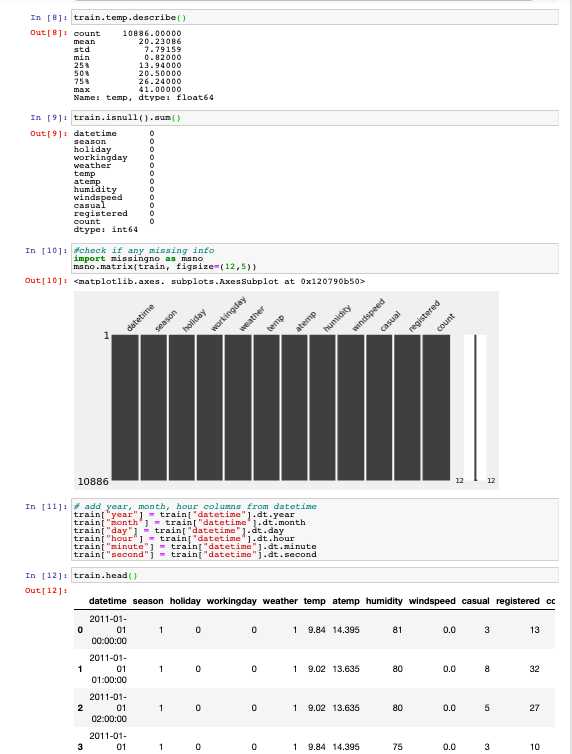 In [8]: train.temp.describe()
Out[8]: count 10886.00000
mean 20.23086
std 7.79159
min 0.82000
25% 13.94000
50% 20.50000
75% 26.24000
max 41.00000
Name: temp, dtype: float64
In [9]: train.isnull().sum()
Out[9]: datetime 0
season 0
holiday 0
workingday 0
weather 0
temp 0
atemp 0
humidity 0
windspeed 0
casual 0
registered 0
count 0
dtype: int64
In [10]: #check if any missing info
import missingno as msno
msno.matrix(train, figsize=(12,5))
Out[10]: <matplotlib.axes._subplots.AxesSubplot at 0x120790b50>
datetime season holiday workingday weather temp atemp humidity windspeed casual registered count
1
10886 12 12
In [11]: # add year, month, hour columns from datetime
train["year"] = train["datetime"].dt.year
train["month"] = train["datetime"].dt.month
train["day"] = train["datetime"].dt.day
train["hour"] = train["datetime"].dt.hour
train["minute"] = train["datetime"].dt.minute
train["second"] = train["datetime"].dt.second
In [12]: train.head()
Out[12]:
datetime season holiday workingday weather temp atemp humidity windspeed casual registered cc
2011-01-
0 01 1 0 0 1 9.84 14.395 81 0.0 3 13
00:00:00
2011-01-
1 01 1 0 0 1 9.02 13.635 80 0.0 8 32
01:00:00
2011-01-
2 01 1 0 0 1 9.02 13.635 80 0.0 5 27
02:00:00
2011-01-
3 01 1 0 0 1 9.84 14.395 75 0.0 3 10